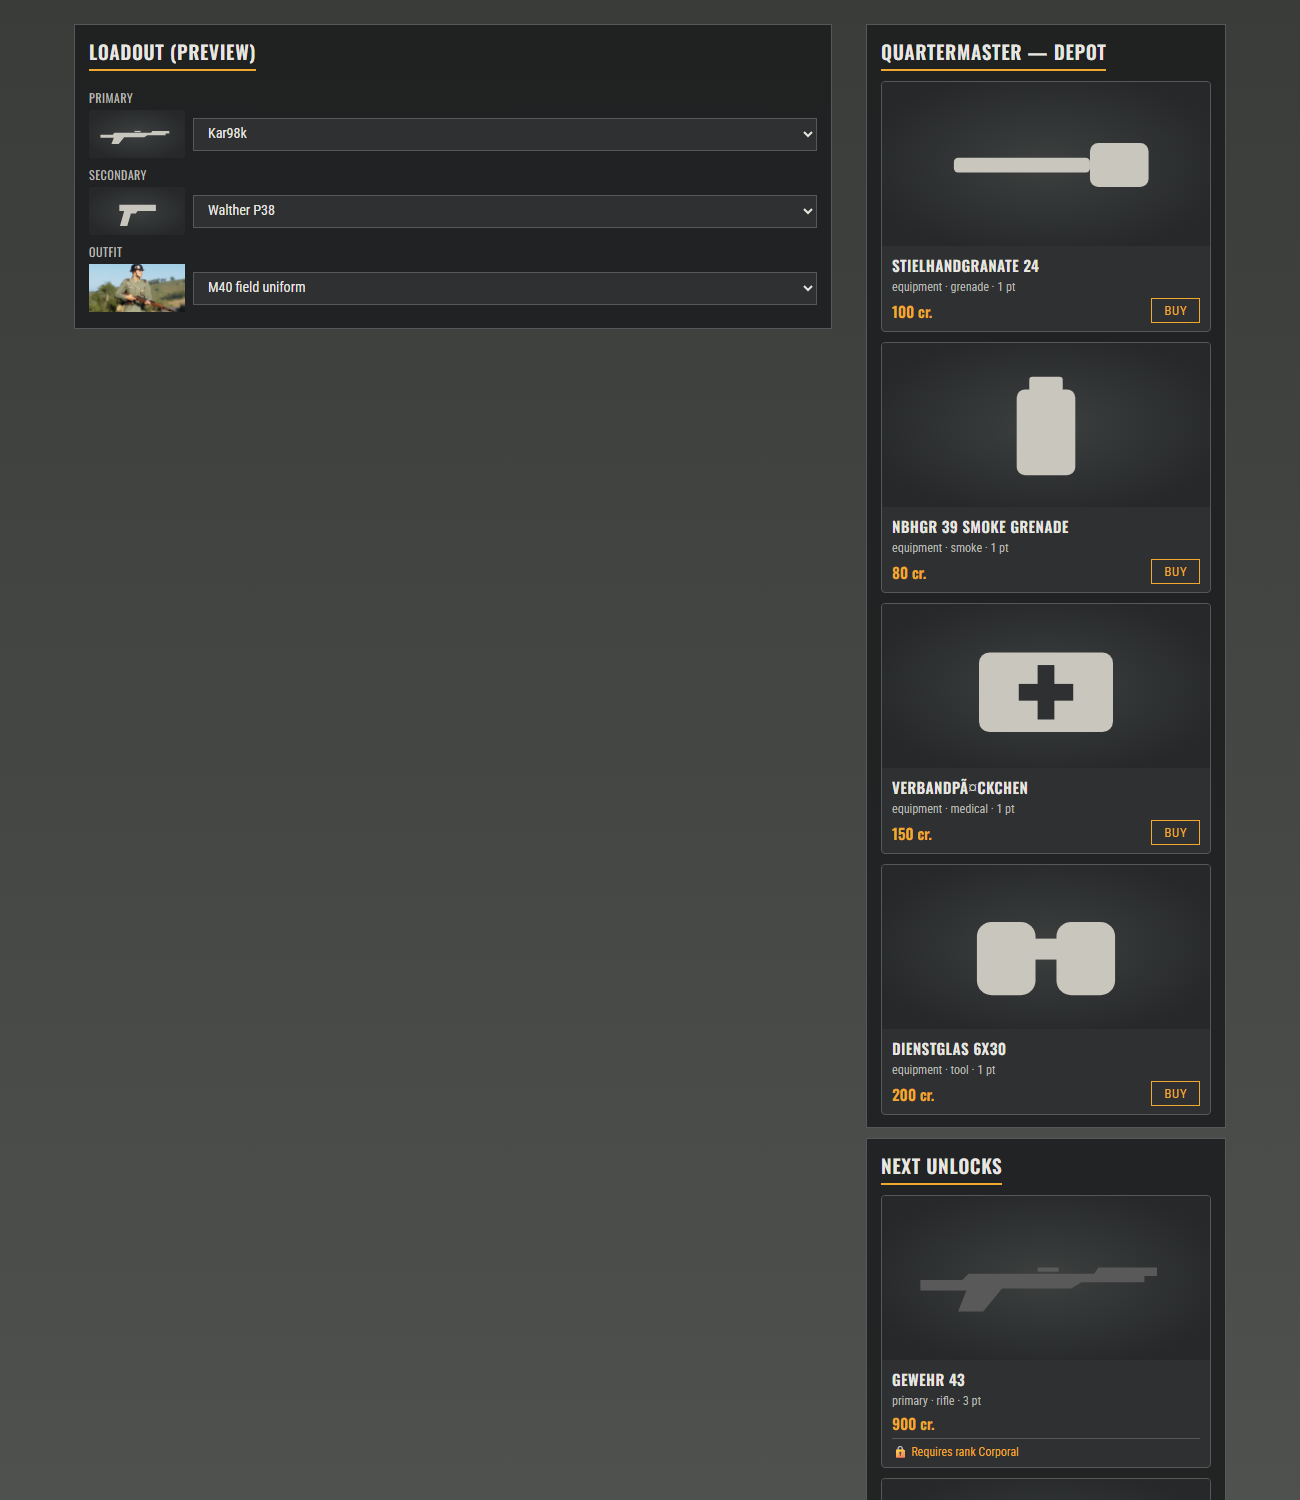 LOADOUT (PREVIEW)
PRIMARY
Kar98k
SECONDARY
Walther P38
OUTFIT
M40 field uniform
QUARTERMASTER — DEPOT
STIELHANDGRANATE 24
equipment · grenade · 1 pt
100 cr.
BUY
NBHGR 39 SMOKE GRENADE
equipment · smoke · 1 pt
80 cr.
BUY
VERBANDPÃ¤CKCHEN
equipment · medical · 1 pt
150 cr.
BUY
DIENSTGLAS 6X30
equipment · tool · 1 pt
200 cr.
BUY
NEXT UNLOCKS
GEWEHR 43
primary · rifle · 3 pt
900 cr.
Requires rank Corporal